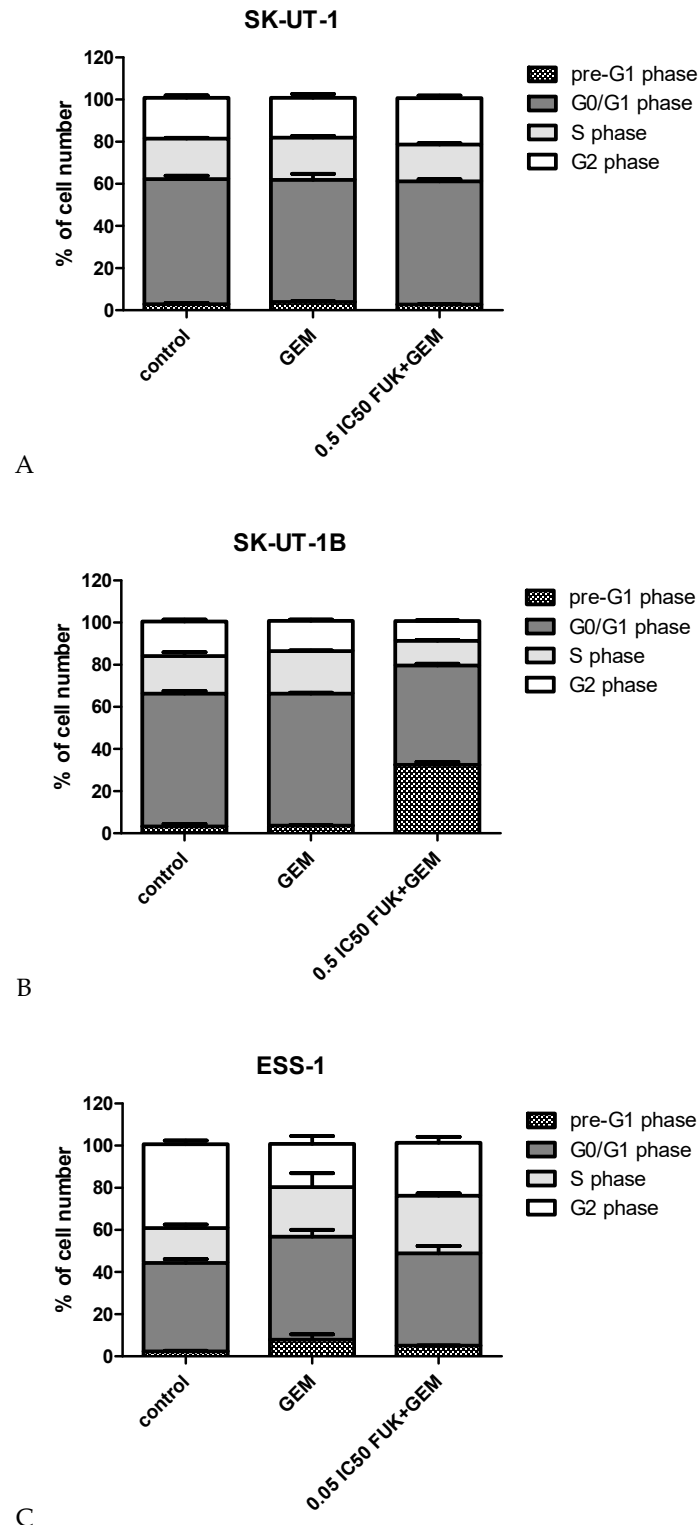 SK-UT-1
120
100
80
60
40
20
0
% of cell number
control
GEM
0.5 IC50 FUK+GEM
pre-G1 phase
G0/G1 phase
S phase
G2 phase
A
SK-UT-1B
120
100
80
60
40
20
0
% of cell number
control
GEM
0.5 IC50 FUK+GEM
pre-G1 phase
G0/G1 phase
S phase
G2 phase
B
ESS-1
120
100
80
60
40
20
0
% of cell number
control
GEM
0.05 IC50 FUK+GEM
pre-G1 phase
G0/G1 phase
S phase
G2 phase
C